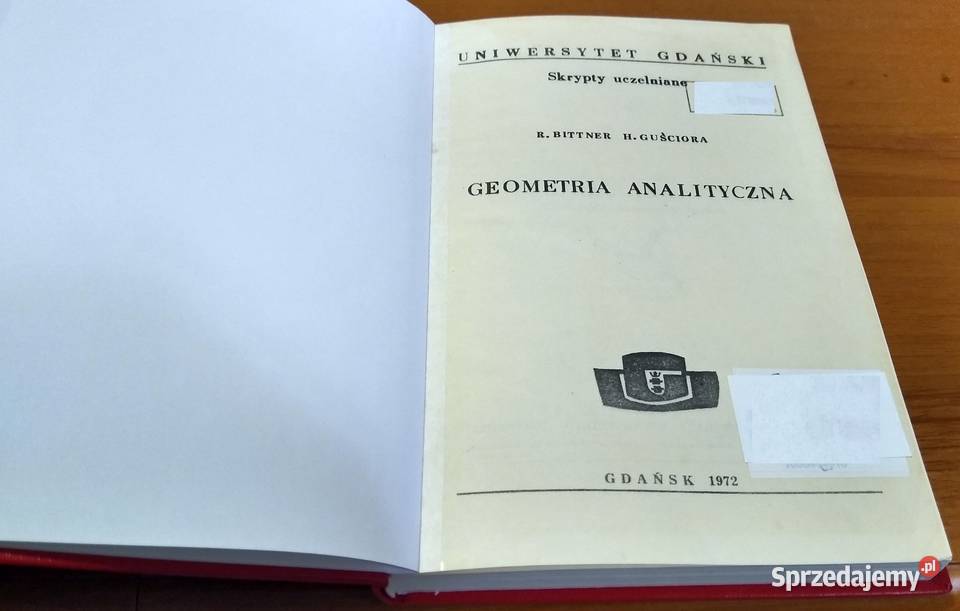 UNIWERSYTET GDAŃSKI
Skrypty uczelniane
R. BITTNER H. GUŚCIORA
GEOMETRIA ANALITYCZNA
GDAŃSK 1972
Sprzedajemy.pl